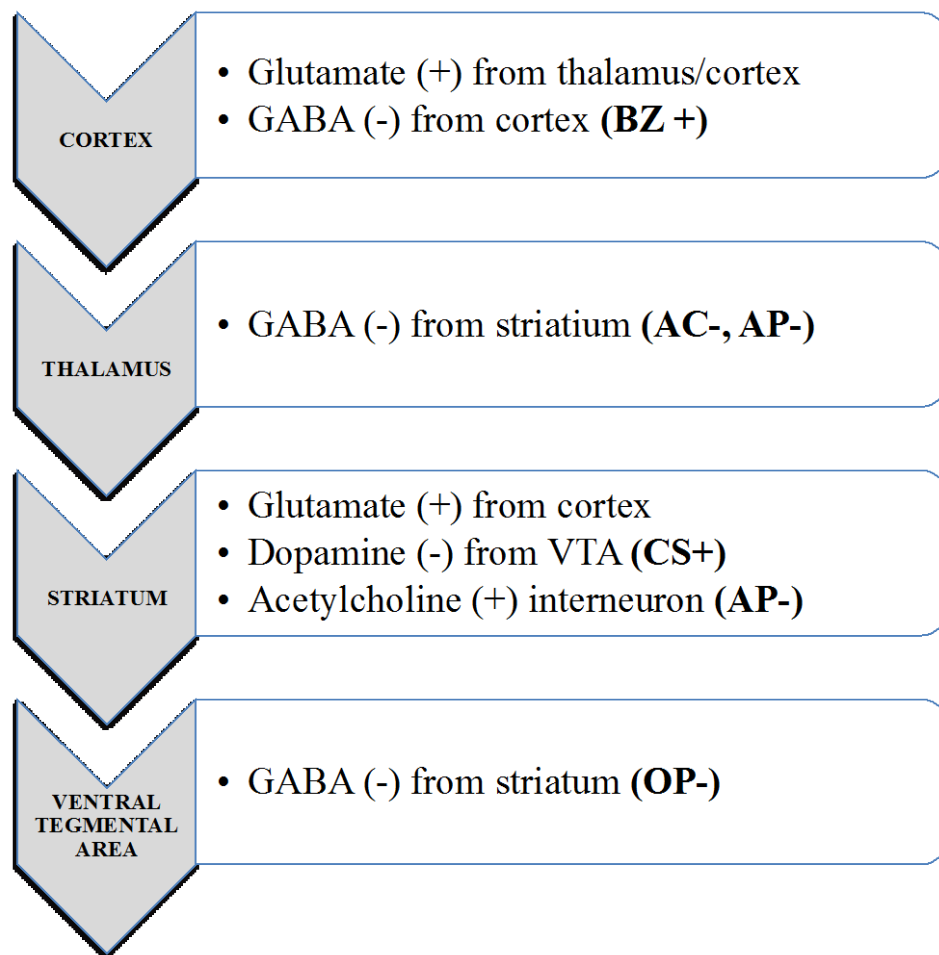 CORTEX
• Glutamate (+) from thalamus/cortex
• GABA (-) from cortex (BZ +)
THALAMUS
• GABA (-) from striatium (AC-, AP-)
STRIATUM
• Glutamate (+) from cortex
• Dopamine (-) from VTA (CS+)
• Acetylcholine (+) interneuron (AP-)
VENTRAL
TEGMENTAL
AREA
• GABA (-) from striatum (OP-)